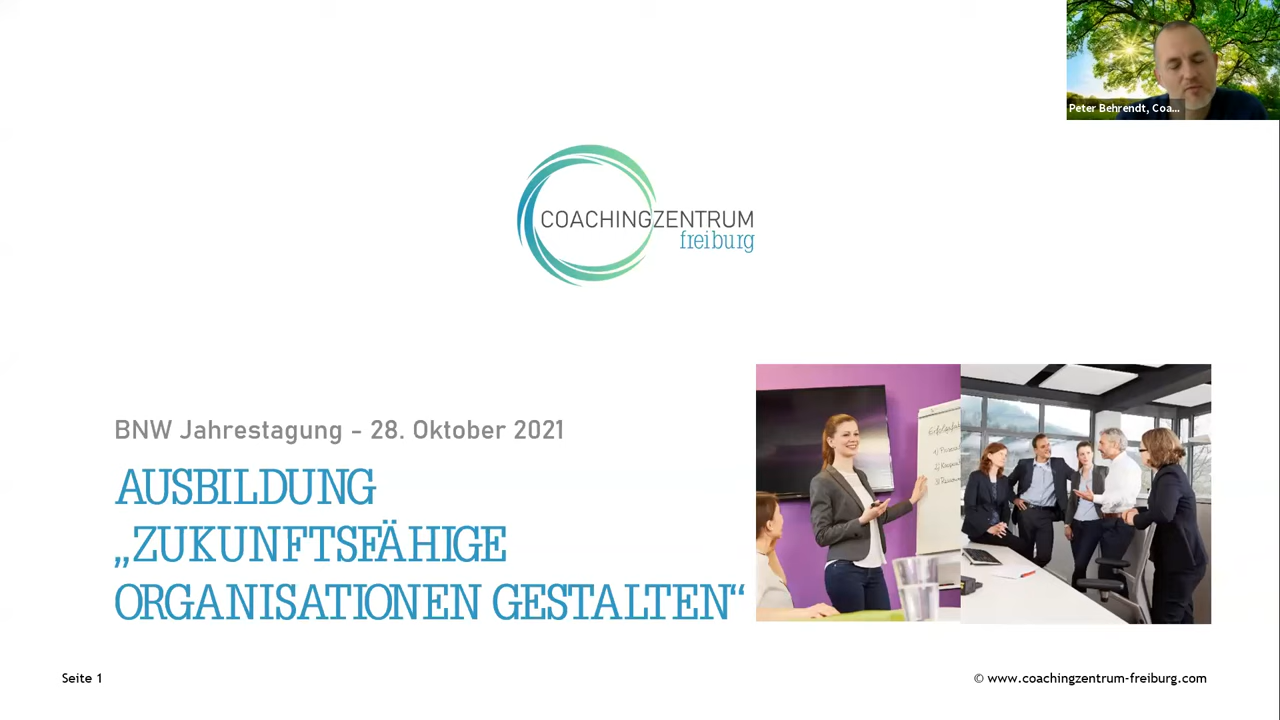 Peter Behrendt, Coa...
COACHINGZENTRUM
freiburg
BNW Jahrestagung - 28. Oktober 2021
AUSBILDUNG
„ZUKUNFTSFÄHIGE
ORGANISATIONEN GESTALTEN“
Seite 1
© www.coachingzentrum-freiburg.com